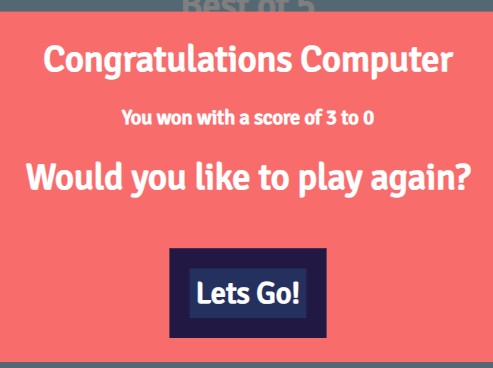 Best of 5
Congratulations Computer
You won with a score of 3 to 0
Would you like to play again?
Lets Go!